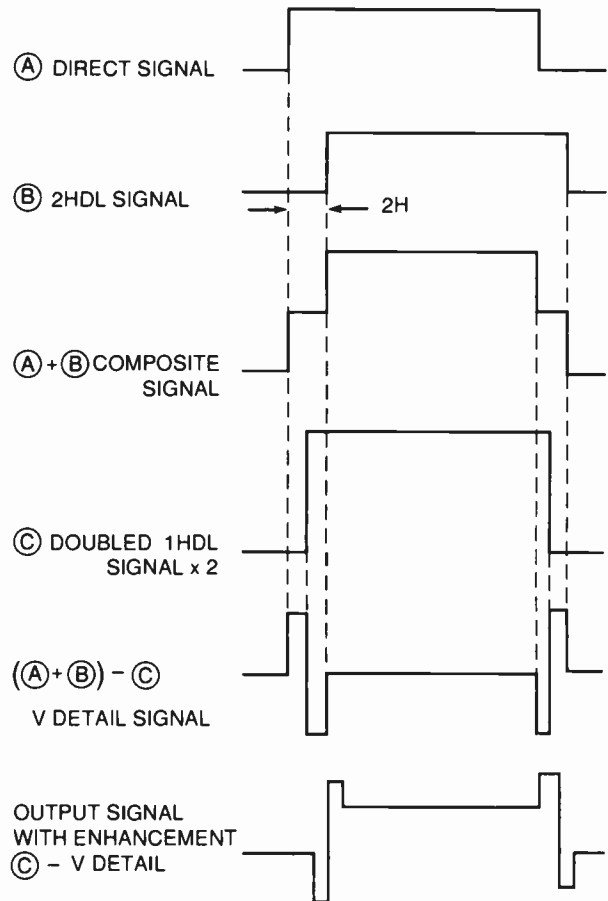 Ⓐ DIRECT SIGNAL
Ⓑ 2HDL SIGNAL
2H
Ⓐ + Ⓑ COMPOSITE
SIGNAL
Ⓒ DOUBLED 1HDL
SIGNAL x 2
(Ⓐ + Ⓑ) – Ⓒ
V DETAIL SIGNAL
OUTPUT SIGNAL
WITH ENHANCEMENT
Ⓒ – V DETAIL